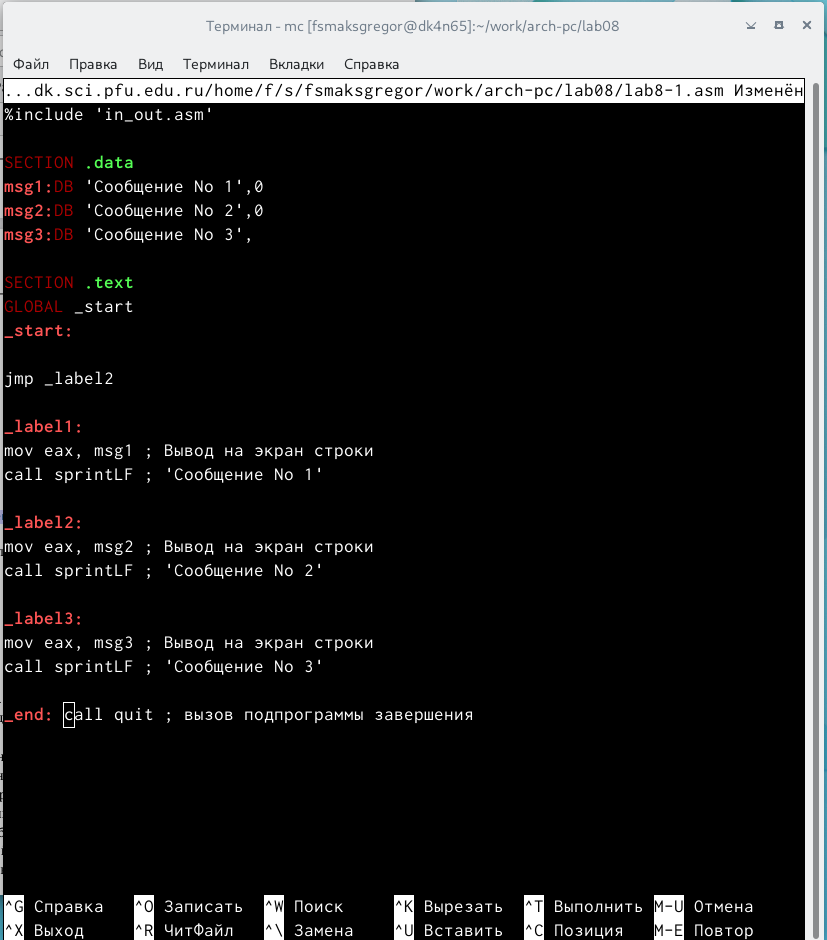 Терминал - mc [fsmaksgregor@dk4n65]:~/work/arch-pc/lab08
Файл Правка Вид Терминал Вкладки Справка
...dk.sci.pfu.edu.ru/home/f/s/fsmaksgregor/work/arch-pc/lab08/lab8-1.asm Изменён
%include 'in_out.asm'
SECTION .data
msg1:DB 'Сообщение No 1',0
msg2:DB 'Сообщение No 2',0
msg3:DB 'Сообщение No 3',
SECTION .text
GLOBAL _start
_start:
jmp _label2
_label1:
mov eax, msg1 ; Вывод на экран строки
call sprintLF ; 'Сообщение No 1'
_label2:
mov eax, msg2 ; Вывод на экран строки
call sprintLF ; 'Сообщение No 2'
_label3:
mov eax, msg3 ; Вывод на экран строки
call sprintLF ; 'Сообщение No 3'
_end: call quit ; вызов подпрограммы завершения
^G Справка ^O Записать ^W Поиск ^K Вырезать ^T Выполнить M-U Отмена
^X Выход ^R ЧитФайл ^\ Замена ^U Вставить ^C Позиция M-E Повтор